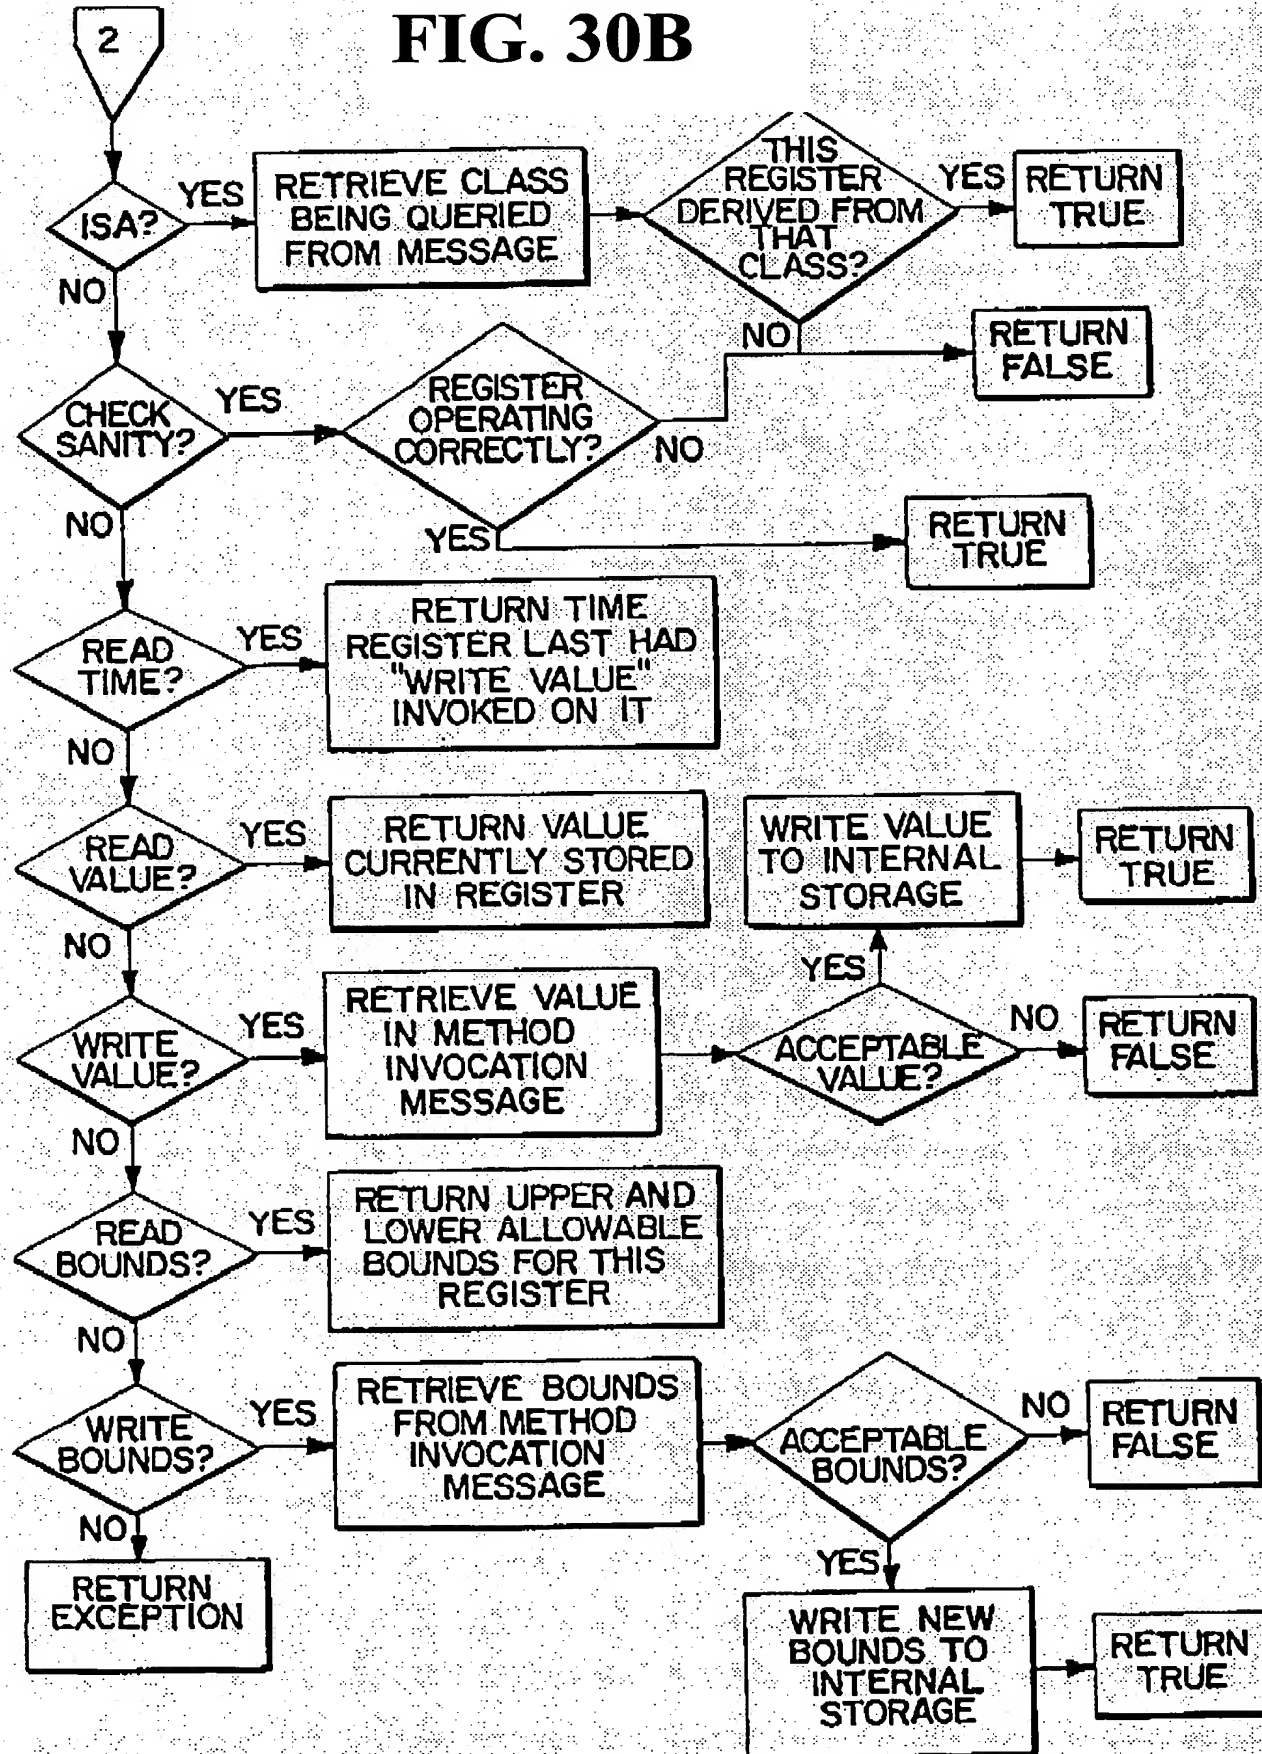 2
FIG. 30B
ISA?
YES
RETRIEVE CLASS
BEING QUERIED
FROM MESSAGE
THIS
REGISTER
DERIVED FROM
THAT
CLASS?
YES
RETURN
TRUE
NO
NO
RETURN
FALSE
CHECK
SANITY?
YES
REGISTER
OPERATING
CORRECTLY?
NO
NO
YES
RETURN
TRUE
READ
TIME?
YES
RETURN TIME
REGISTER LAST HAD
"WRITE VALUE"
INVOKED ON IT
NO
READ
VALUE?
YES
RETURN VALUE
CURRENTLY STORED
IN REGISTER
WRITE VALUE
TO INTERNAL
STORAGE
RETURN
TRUE
NO
YES
WRITE
VALUE?
YES
RETRIEVE VALUE
IN METHOD
INVOCATION
MESSAGE
ACCEPTABLE
VALUE?
NO
RETURN
FALSE
NO
READ
BOUNDS?
YES
RETURN UPPER AND
LOWER ALLOWABLE
BOUNDS FOR THIS
REGISTER
NO
WRITE
BOUNDS?
YES
RETRIEVE BOUNDS
FROM METHOD
INVOCATION
MESSAGE
ACCEPTABLE
BOUNDS?
NO
RETURN
FALSE
NO
YES
RETURN
EXCEPTION
WRITE NEW
BOUNDS TO
INTERNAL
STORAGE
RETURN
TRUE